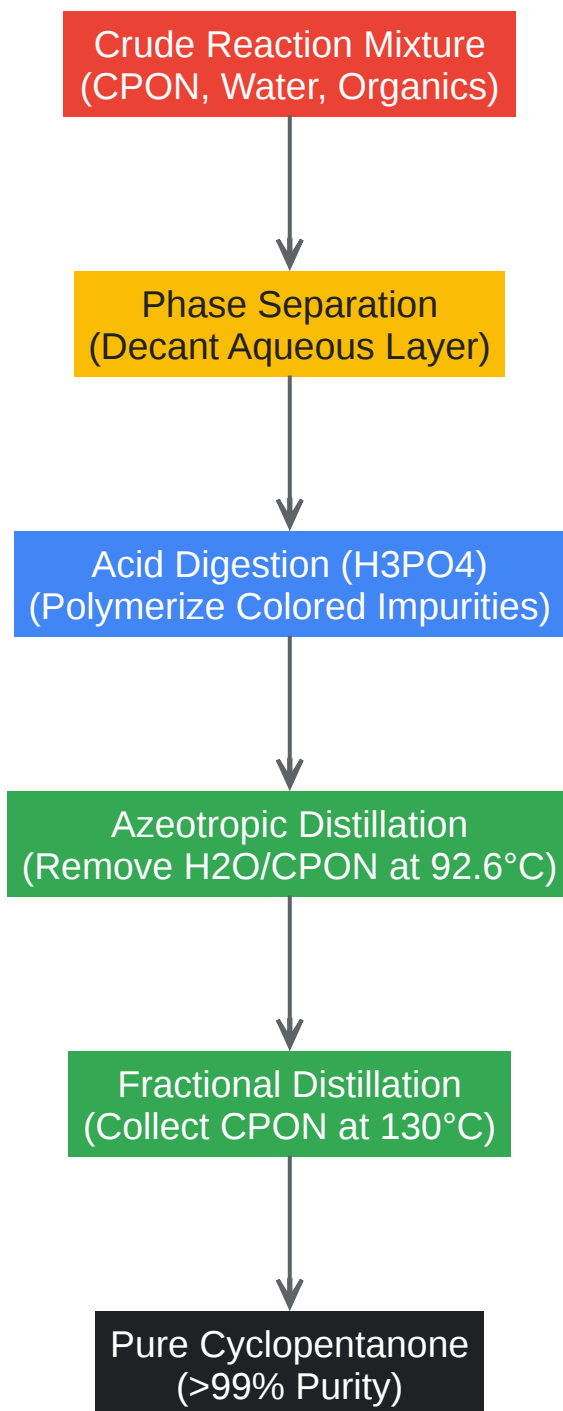 Crude Reaction Mixture
(CPON, Water, Organics)
Phase Separation
(Decant Aqueous Layer)
Acid Digestion (H3PO4)
(Polymerize Colored Impurities)
Azeotropic Distillation
(Remove H2O/CPON at 92.6°C)
Fractional Distillation
(Collect CPON at 130°C)
Pure Cyclopentanone
(>99% Purity)